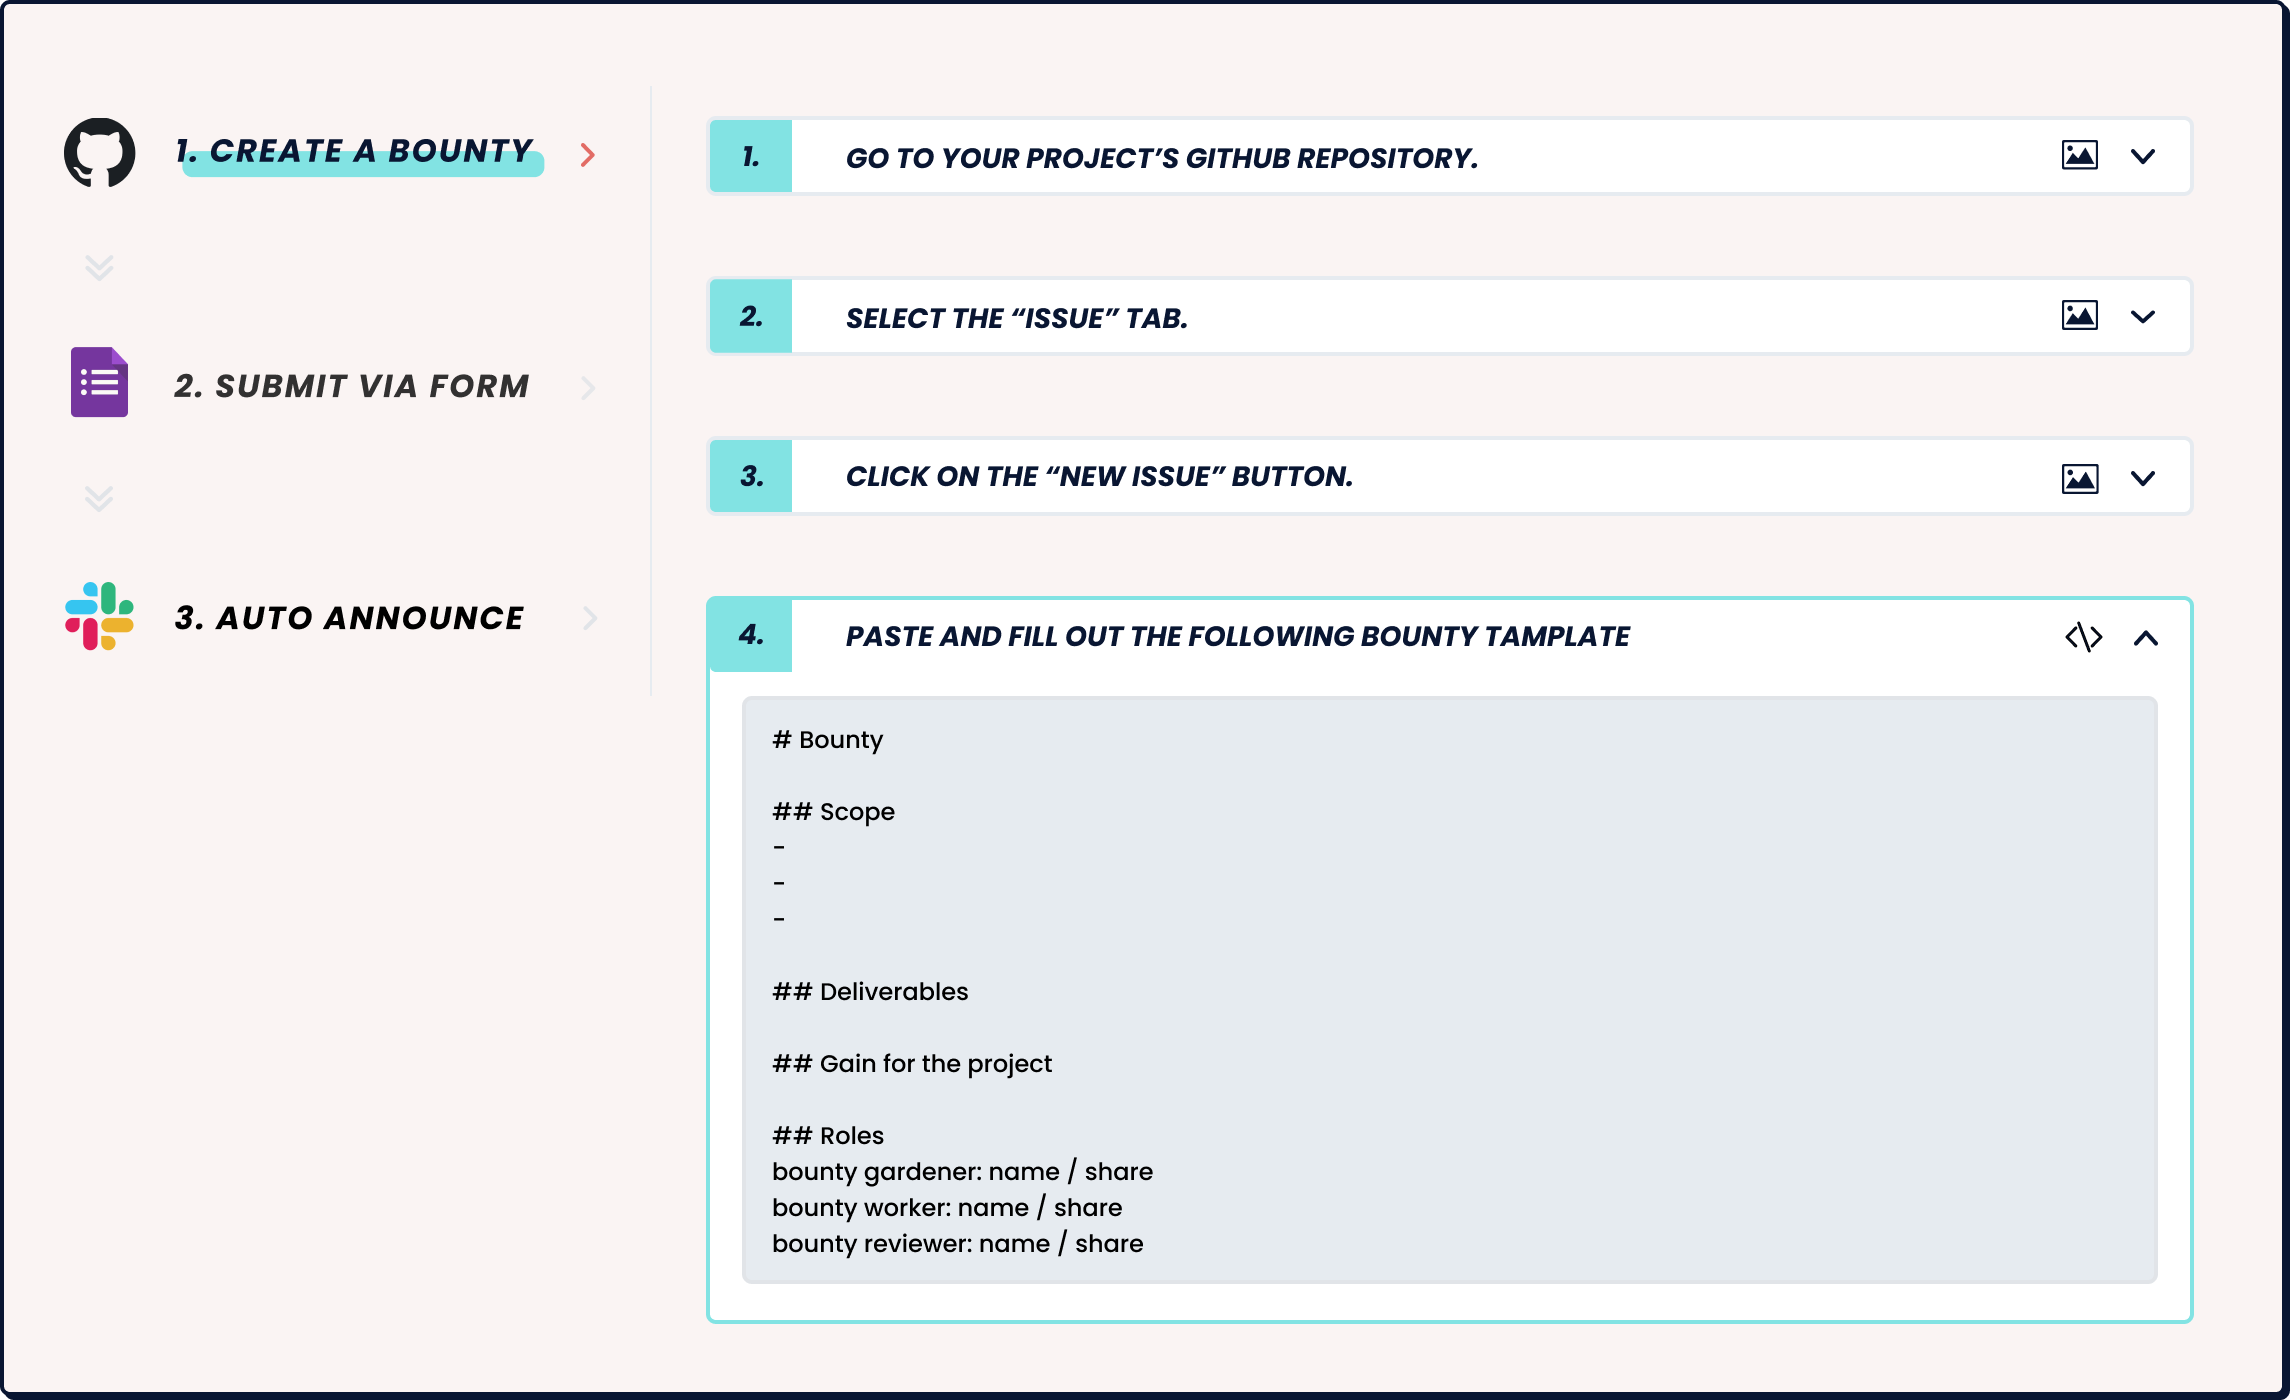 1. CREATE A BOUNTY
2. SUBMIT VIA FORM
3. AUTO ANNOUNCE
1. GO TO YOUR PROJECT’S GITHUB REPOSITORY.
2. SELECT THE “ISSUE” TAB.
3. CLICK ON THE “NEW ISSUE” BUTTON.
4. PASTE AND FILL OUT THE FOLLOWING BOUNTY TAMPLATE
# Bounty
## Scope
-
-
-
## Deliverables
## Gain for the project
## Roles
bounty gardener: name / share
bounty worker: name / share
bounty reviewer: name / share